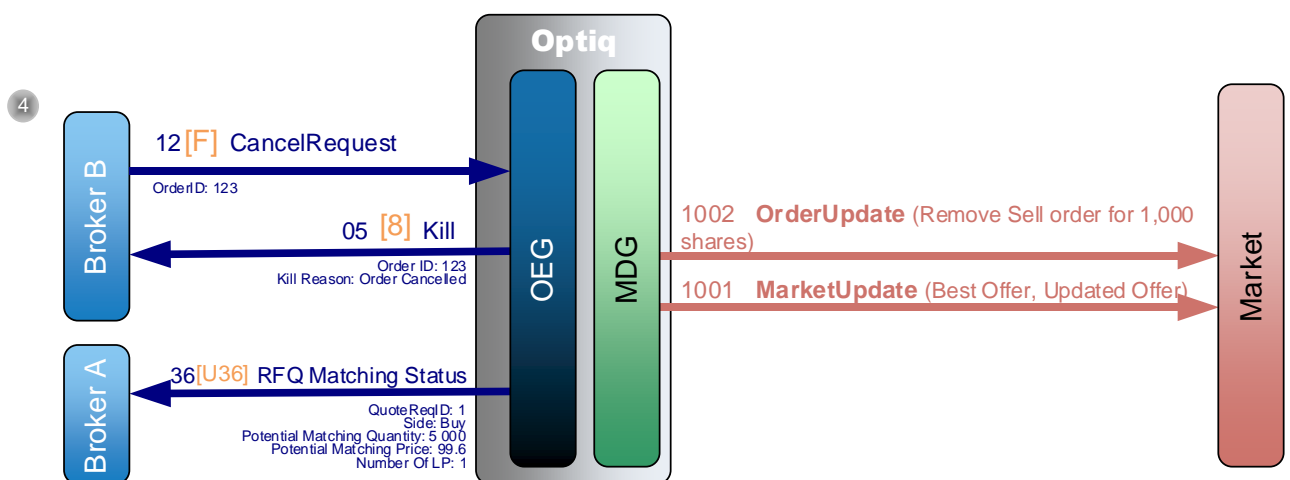 Optiq
4
12 [F] CancelRequest
OrderID: 123
05 [8] Kill
Order ID: 123
Kill Reason: Order Cancelled
Broker B
OEG
MDG
1002 OrderUpdate (Remove Sell order for 1,000
shares)
1001 MarketUpdate (Best Offer, Updated Offer)
Market
36[U36] RFQ Matching Status
QuoteReqID: 1
Side: Buy
Potential Matching Quantity: 5 000
Potential Matching Price: 99.6
Number Of LP: 1
Broker A